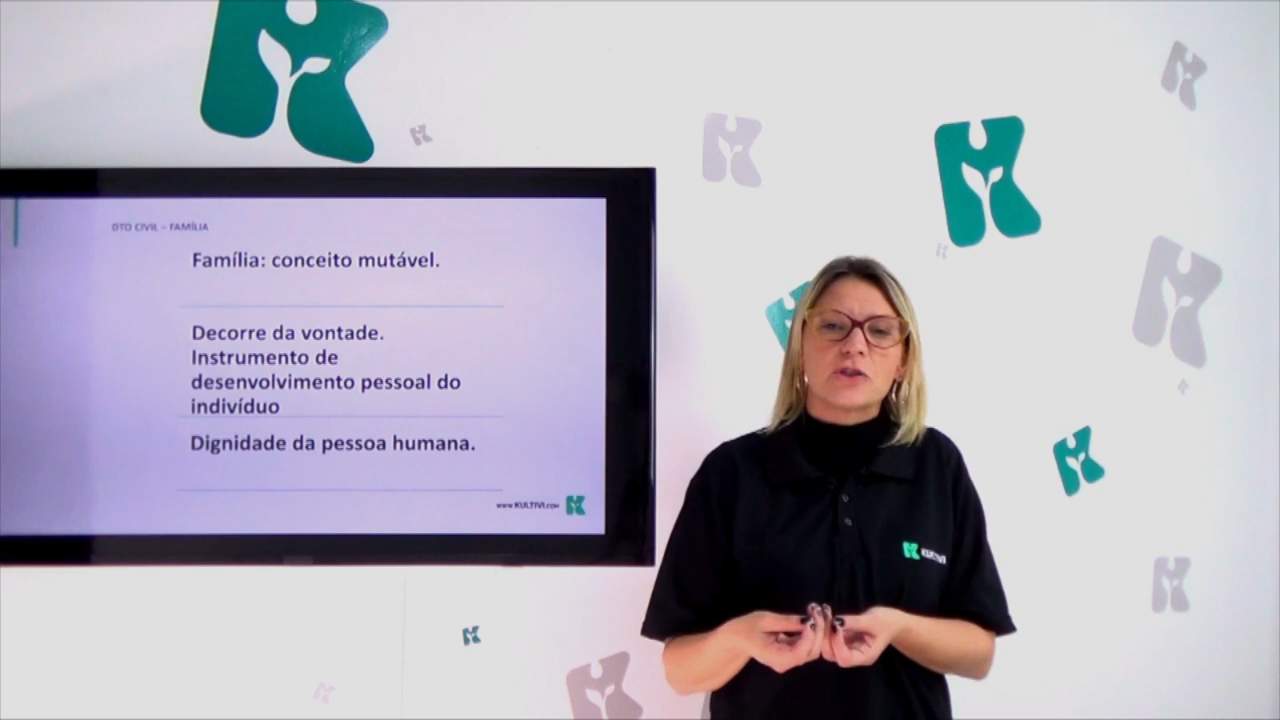 DTO CIVIL – FAMÍLIA
Família: conceito mutável.
Decorre da vontade.
Instrumento de
desenvolvimento pessoal do
indivíduo
Dignidade da pessoa humana.
www.KULTIVI.com
KULTIVI